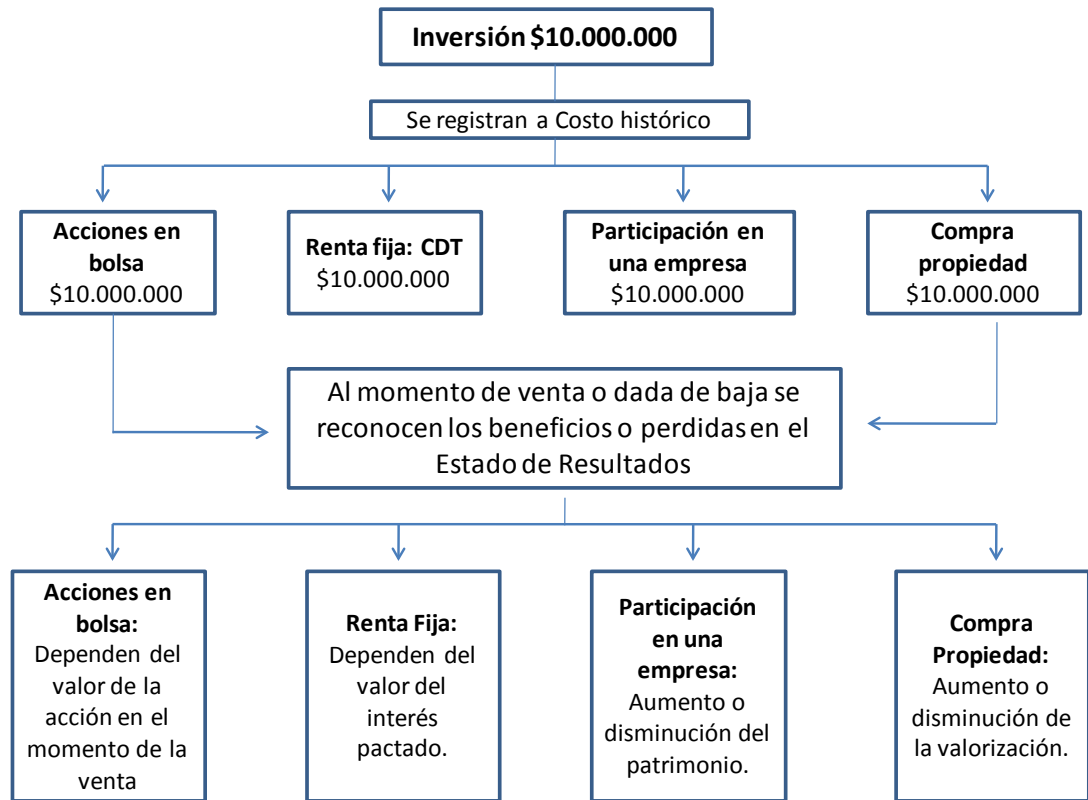 Inversión $10.000.000
Se registran a Costo histórico
Acciones en
bolsa
$10.000.000
Renta fija: CDT
$10.000.000
Participación en
una empresa
$10.000.000
Compra
propiedad
$10.000.000
Al momento de venta o dada de baja se
reconocen los beneficios o perdidas en el
Estado de Resultados
Acciones en
bolsa:
Dependen del
valor de la
acción en el
momento de la
venta
Renta Fija:
Dependen del
valor del
interés
pactado.
Participación
en una
empresa:
Aumento o
disminución del
patrimonio.
Compra
Propiedad:
Aumento o
disminución de
la valorización.